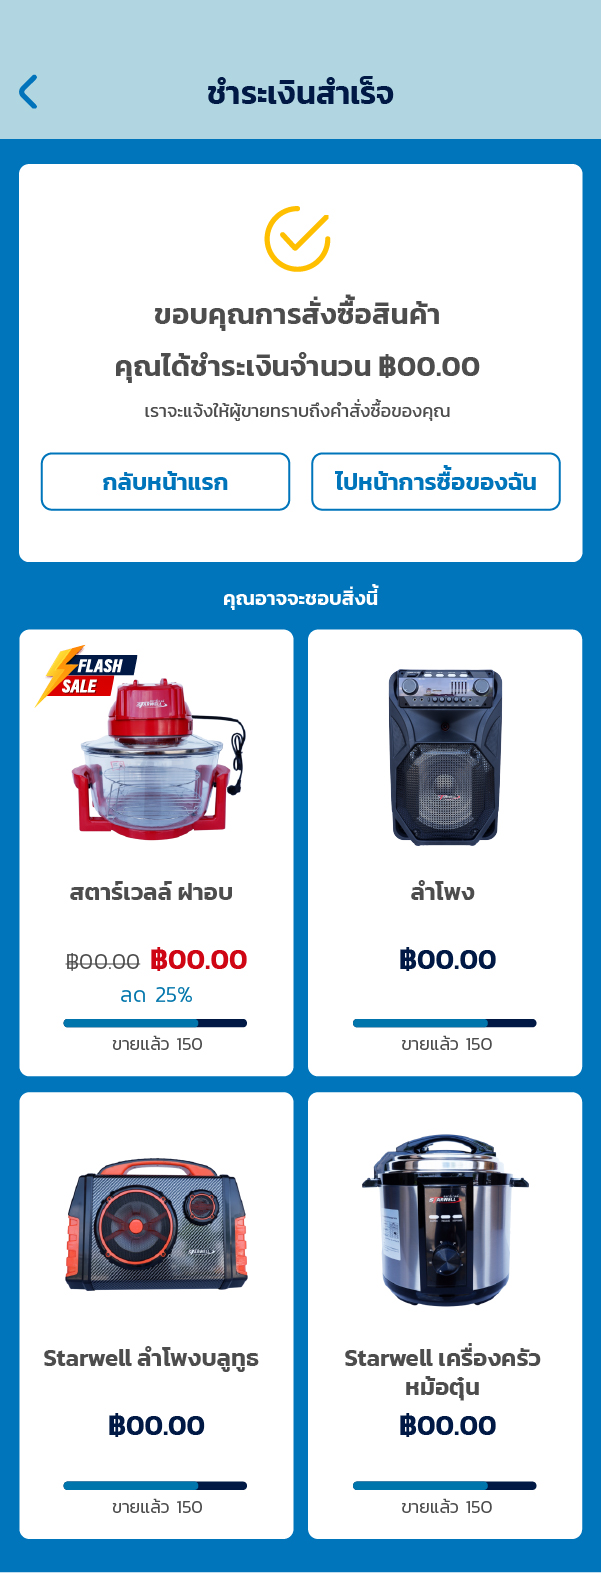 ชำระเงินสำเร็จ
ขอบคุณการสั่งซื้อสินค้า
คุณได้ชำระเงินจำนวน ฿00.00
เราจะแจ้งให้ผู้ขายทราบถึงคำสั่งซื้อของคุณ
กลับหน้าแรก
ไปหน้าการซื้อของฉัน
คุณอาจจะชอบสิ่งนี้
FLASH
SALE
สตาร์เวลล์ ฝาอบ
฿00.00 ฿00.00
ลด 25%
ขายแล้ว 150
ลำโพง
฿00.00
ขายแล้ว 150
Starwell ลำโพงบลูทูธ
฿00.00
ขายแล้ว 150
STARWELL
Starwell เครื่องครัว
หม้อตุ๋น
฿00.00
ขายแล้ว 150